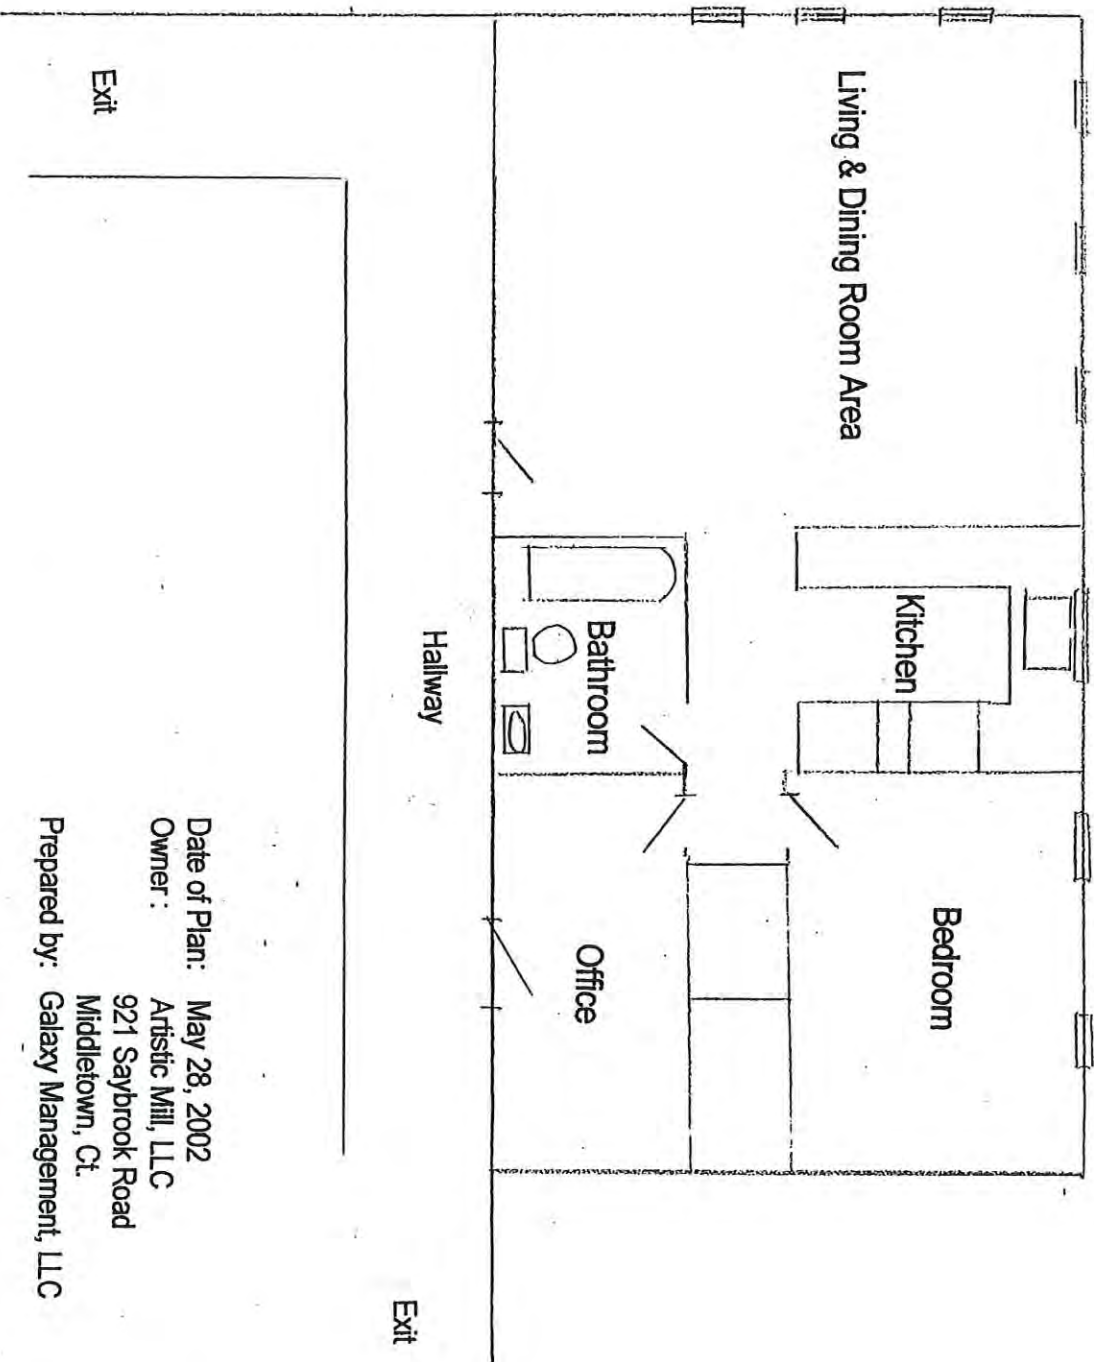 Living & Dining Room Area
Kitchen
Bedroom
Bathroom
Office
Hallway
Exit
Exit
Date of Plan: May 28, 2002
Owner: Artistic Mill, LLC
921 Saybrook Road
Middletown, Ct.
Prepared by: Galaxy Management, LLC